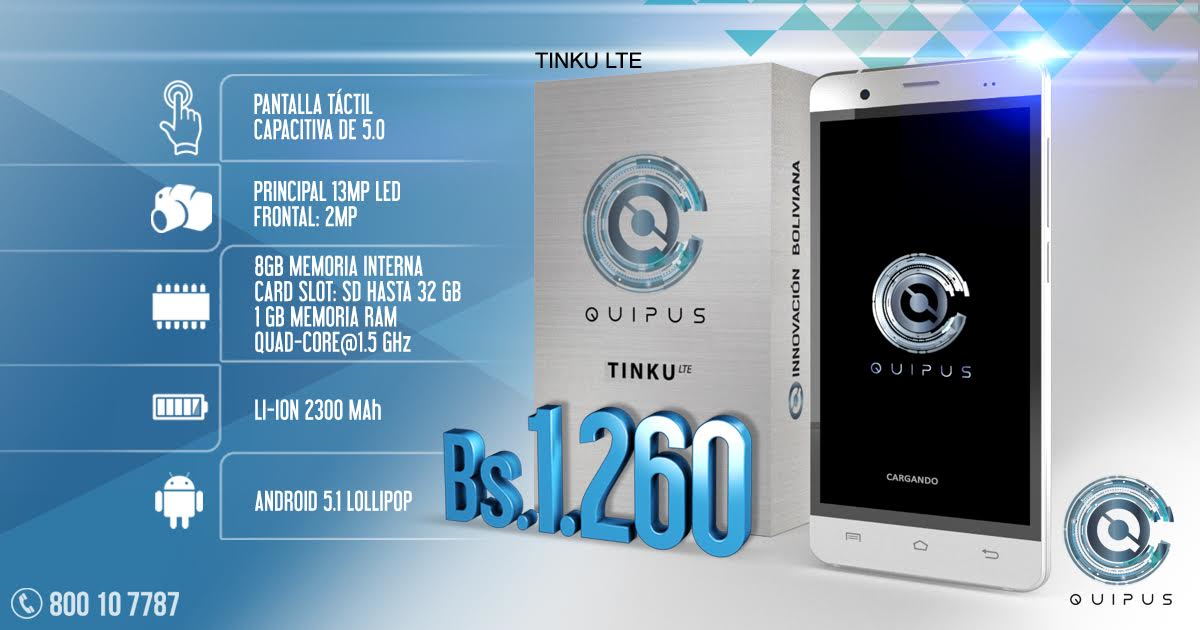 TINKU LTE
PANTALLA TÁCTIL
CAPACITIVA DE 5.0
PRINCIPAL 13MP LED
FRONTAL: 2MP
8GB MEMORIA INTERNA
CARD SLOT: SD HASTA 32 GB
1 GB MEMORIA RAM
QUAD-CORE@1.5 GHz
LI-ION 2300 MAh
ANDROID 5.1 LOLLIPOP
800 10 7787
QUIPUS
TINKU LTE
INNOVACIÓN BOLIVIANA
Bs.1.260
QUIPUS
CARGANDO
QUIPUS